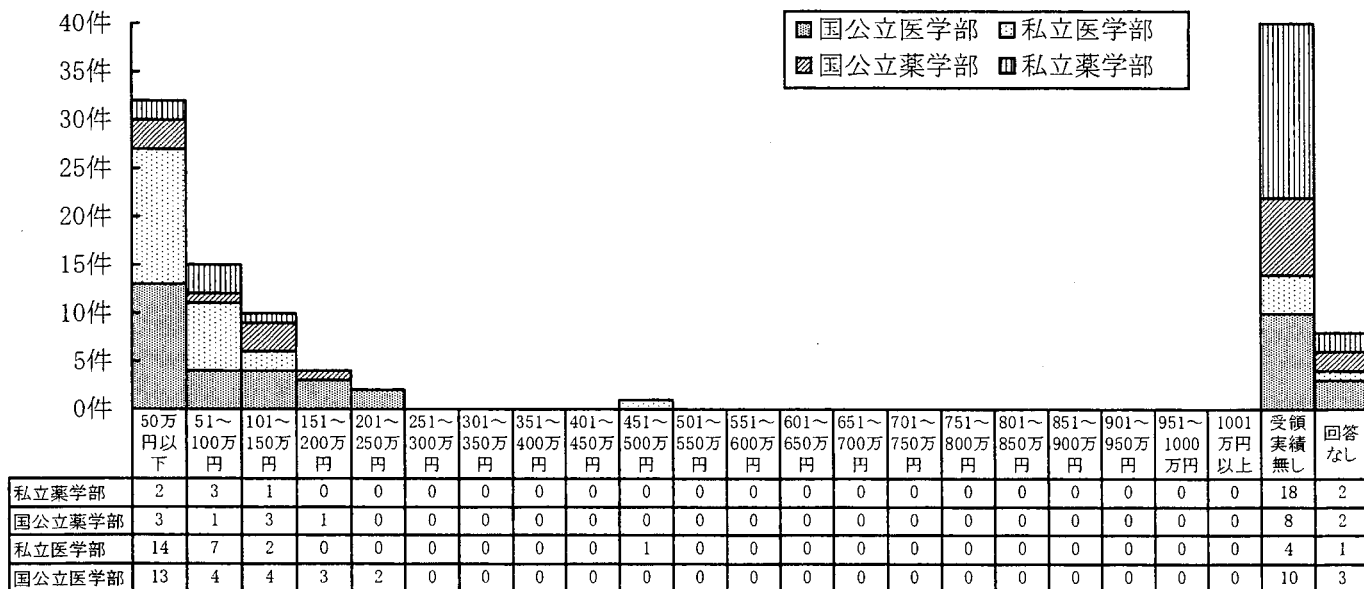 40件
35件
30件
25件
20件
15件
10件
5件
0件
国公立医学部 私立医学部
国公立薬学部 私立薬学部
50万円以下 51～100万円 101～150万円 151～200万円 201～250万円 251～300万円 301～350万円 351～400万円 401～450万円 451～500万円 501～550万円 551～600万円 601～650万円 651～700万円 701～750万円 751～800万円 801～850万円 851～900万円 901～950万円 951～1000万円 1001万円以上 受領実績無し 回答なし
私立薬学部 2 3 1 0 0 0 0 0 0 0 0 0 0 0 0 0 0 0 0 0 0 18 2
国公立薬学部 3 1 3 1 0 0 0 0 0 0 0 0 0 0 0 0 0 0 0 0 0 8 2
私立医学部 14 7 2 0 0 0 0 0 0 1 0 0 0 0 0 0 0 0 0 0 0 4 1
国公立医学部 13 4 4 3 2 0 0 0 0 0 0 0 0 0 0 0 0 0 0 0 0 10 3